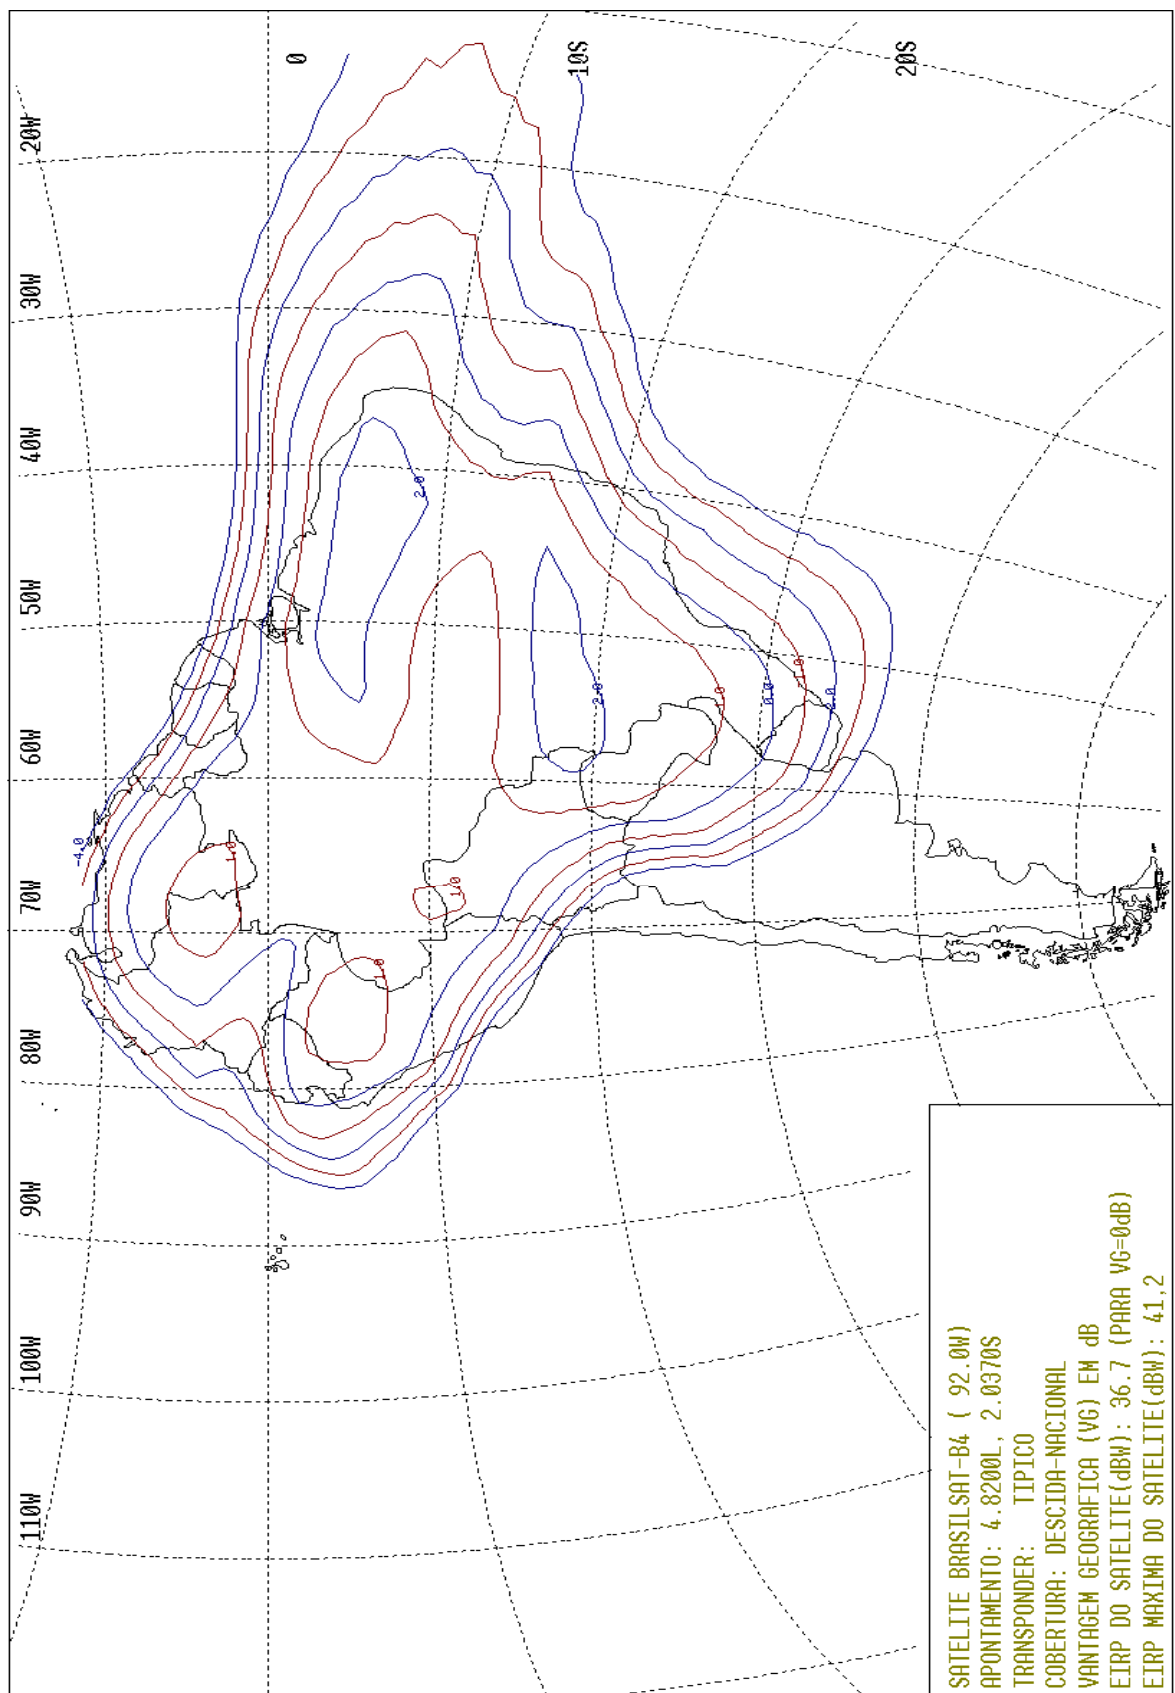 110W 100W 90W 80W 70W 60W 50W 40W 30W 20W
-4.0
1.0
0
1.0
2.0
1.0
10S
2.0
1.0
0.0
-1.0
-2.0
20S
SATELITE BRASILSAT-B4 ( 92.0W)
APONTAMENTO: 4.8200L, 2.0370S
TRANSPONDER: TIPICO
COBERTURA: DESCIDA-NACIONAL
VANTAGEM GEOGRAFICA (VG) EM dB
EIRP DO SATELITE(dBW): 36.7 (PARA VG=0dB)
EIRP MAXIMA DO SATELITE(dBW): 41,2